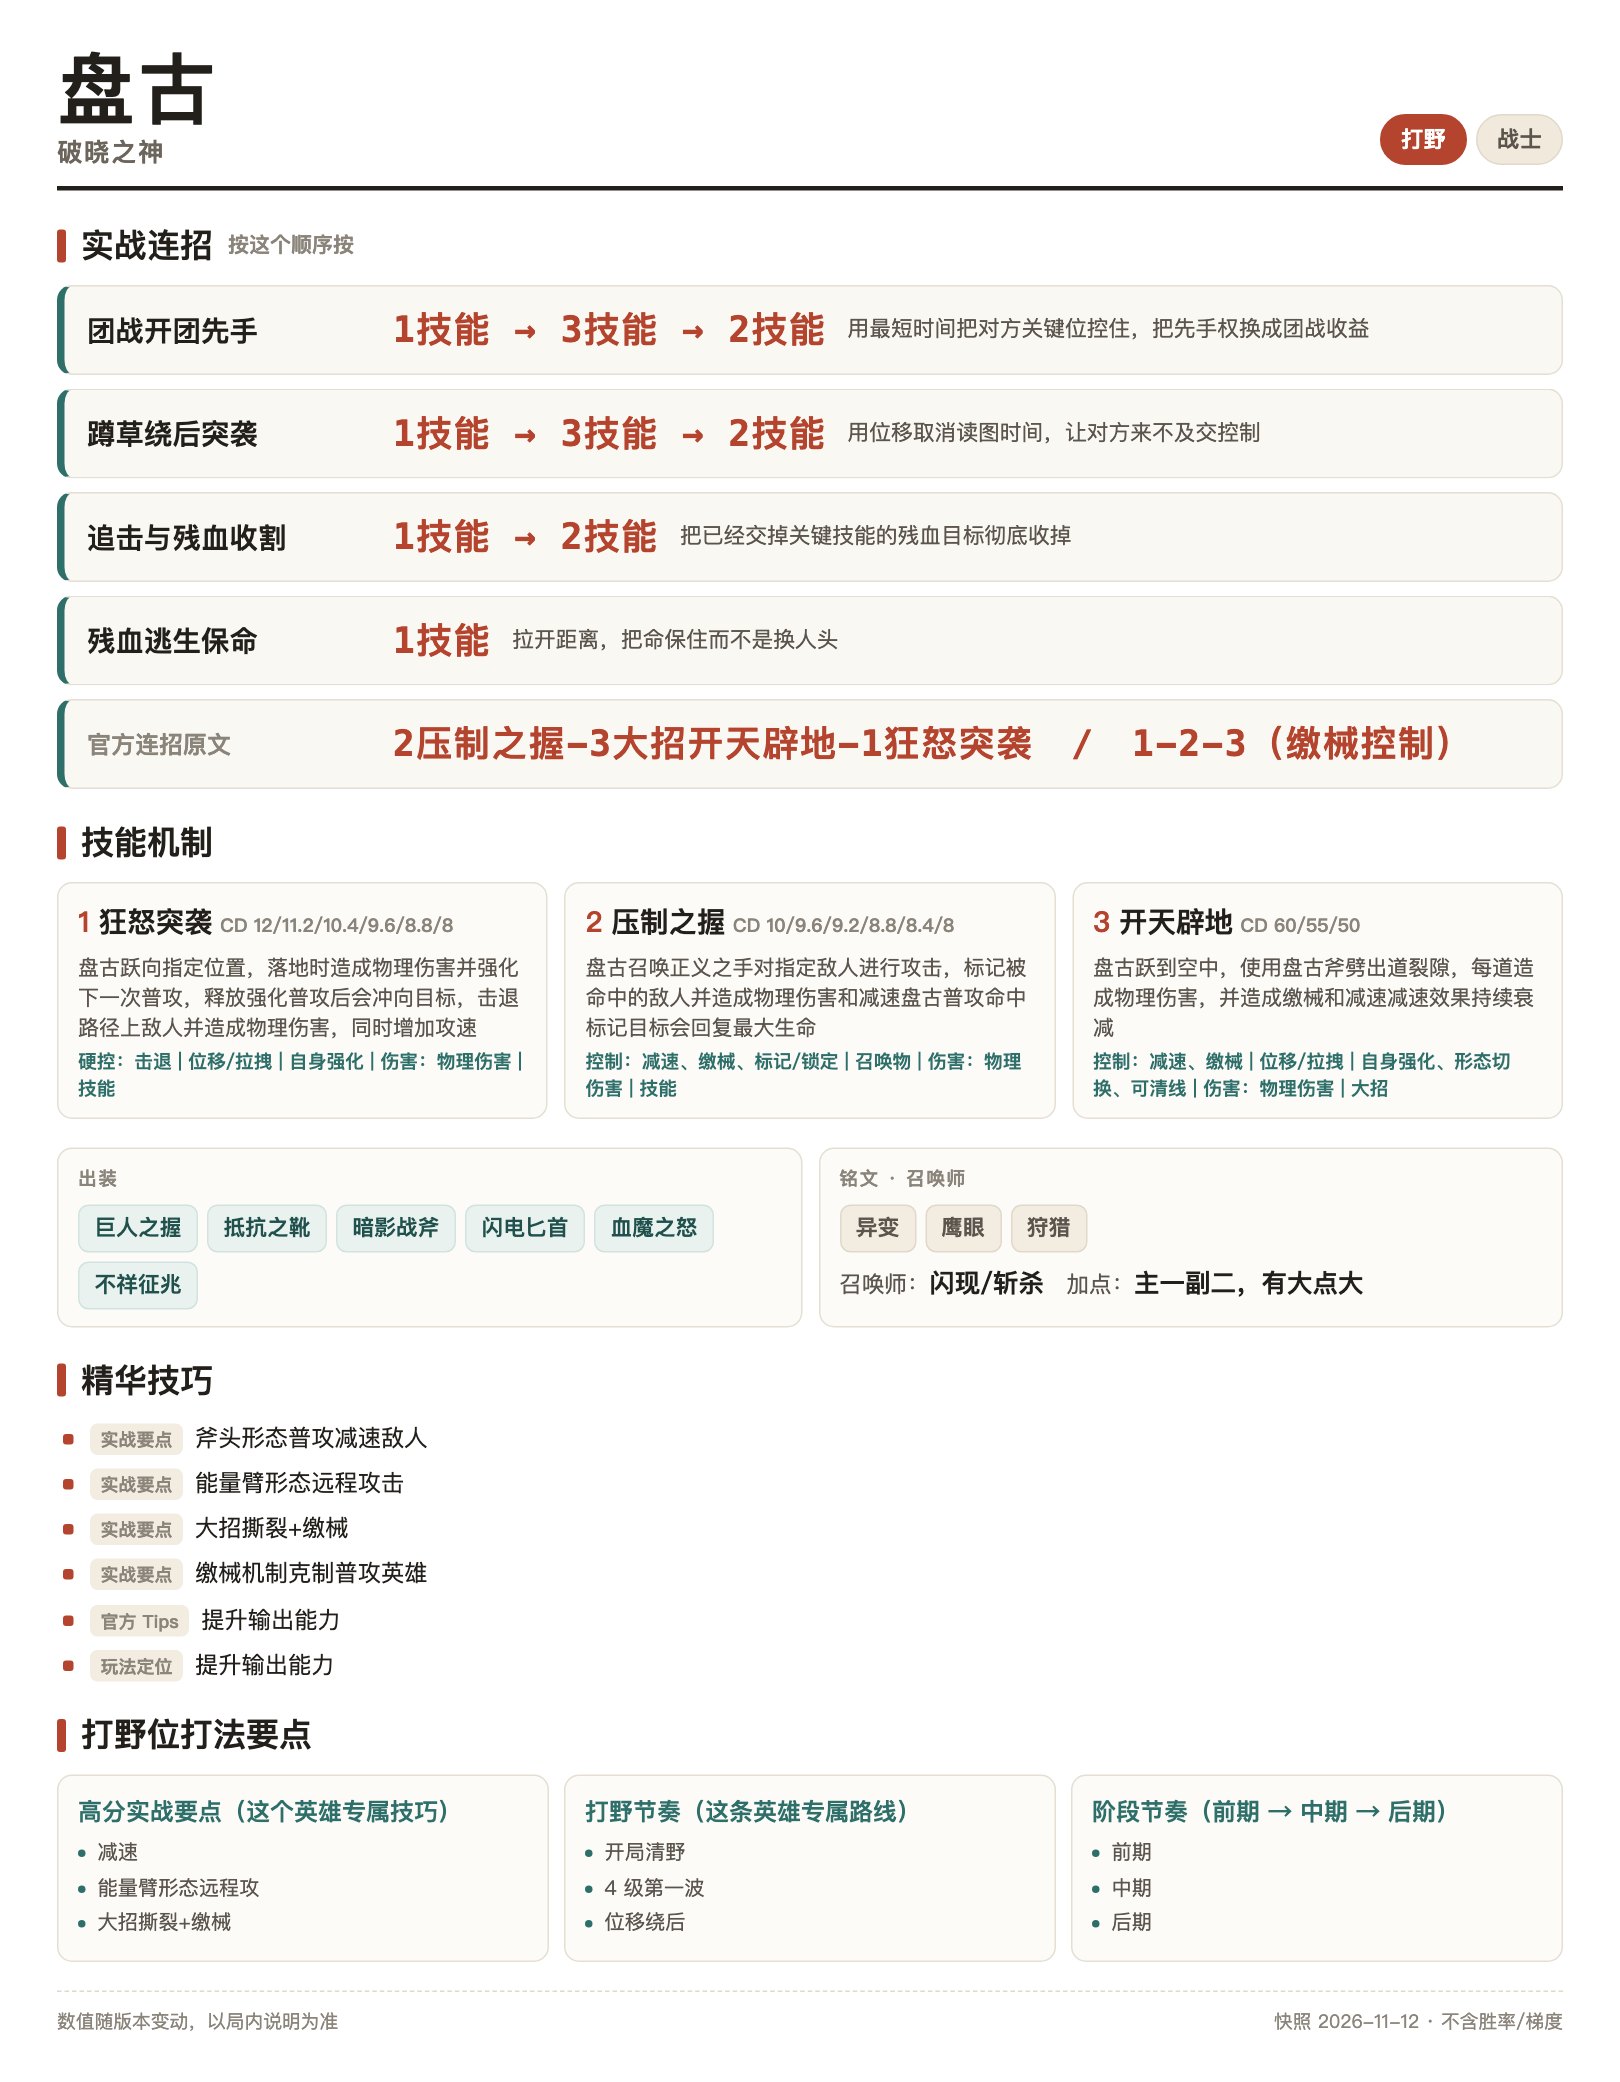 盘古
破晓之神
打野 战士
实战连招 按这个顺序按
团战开团先手 1技能 → 3技能 → 2技能 用最短时间把对方关键位控住，把先手权换成团战收益
蹲草绕后突袭 1技能 → 3技能 → 2技能 用位移取消读图时间，让对方来不及交控制
追击与残血收割 1技能 → 2技能 把已经交掉关键技能的残血目标彻底收掉
残血逃生保命 1技能 拉开距离，把命保住而不是换人头
官方连招原文 2压制之握–3大招开天辟地–1狂怒突袭 / 1–2–3（缴械控制）
技能机制
1 狂怒突袭 CD 12/11.2/10.4/9.6/8.8/8
盘古跃向指定位置，落地时造成物理伤害并强化
下一次普攻，释放强化普攻后会冲向目标，击退
路径上敌人并造成物理伤害，同时增加攻速
硬控：击退 | 位移/拉拽 | 自身强化 | 伤害：物理伤害 |
技能
2 压制之握 CD 10/9.6/9.2/8.8/8.4/8
盘古召唤正义之手对指定敌人进行攻击，标记被
命中的敌人并造成物理伤害和减速盘古普攻命中
标记目标会回复最大生命
控制：减速、缴械、标记/锁定 | 召唤物 | 伤害：物理
伤害 | 技能
3 开天辟地 CD 60/55/50
盘古跃到空中，使用盘古斧劈出道裂隙，每道造
成物理伤害，并造成缴械和减速减速效果持续衰
减
控制：减速、缴械 | 位移/拉拽 | 自身强化、形态切
换、可清线 | 伤害：物理伤害 | 大招
出装
巨人之握 抵抗之靴 暗影战斧 闪电匕首 血魔之怒
不祥征兆
铭文 · 召唤师
异变 鹰眼 狩猎
召唤师：闪现/斩杀 加点：主一副二，有大点大
精华技巧
实战要点 斧头形态普攻减速敌人
实战要点 能量臂形态远程攻击
实战要点 大招撕裂+缴械
实战要点 缴械机制克制普攻英雄
官方 Tips 提升输出能力
玩法定位 提升输出能力
打野位打法要点
高分实战要点（这个英雄专属技巧）
减速
能量臂形态远程攻
大招撕裂+缴械
打野节奏（这条英雄专属路线）
开局清野
4 级第一波
位移绕后
阶段节奏（前期 → 中期 → 后期）
前期
中期
后期
数值随版本变动，以局内说明为准
快照 2026–11–12 · 不含胜率/梯度